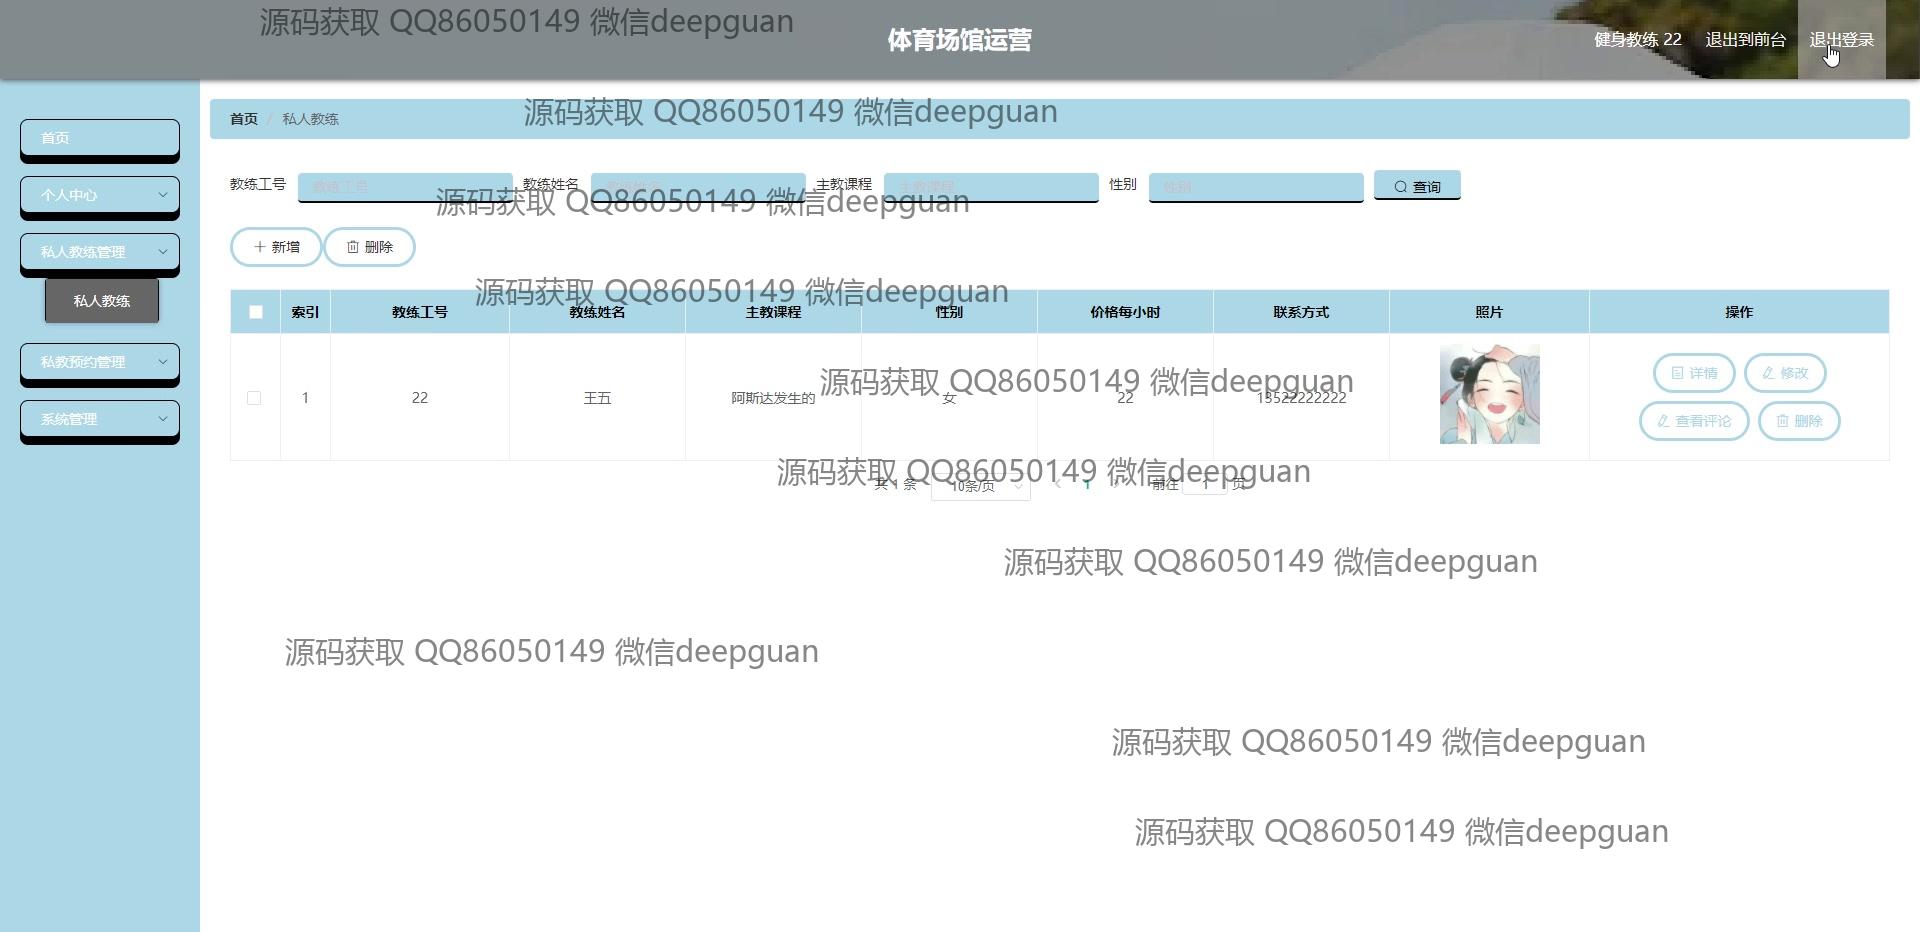 源码获取 QQ86050149 微信deepguan
体育场馆运营
健身教练 22 退出到前台 退出登录
首页
个人中心
私人教练管理
私人教练
私教预约管理
系统管理
首页 / 私人教练
源码获取 QQ86050149 微信deepguan
教练工号 教练工号 教练姓名 教练姓名 主教课程 主教课程 性别 性别 查询
源码获取 QQ86050149 微信deepguan
新增 删除
源码获取 QQ86050149 微信deepguan
索引 教练工号 教练姓名 主教课程 性别 价格每小时 联系方式 照片 操作
源码获取 QQ86050149 微信deepguan
1 22 王五 阿斯达发生的 女 22 13522222222
详情 修改
查看评论 删除
源码获取 QQ86050149 微信deepguan
共 1 条 10条/页 1 前往 1 页
源码获取 QQ86050149 微信deepguan
源码获取 QQ86050149 微信deepguan
源码获取 QQ86050149 微信deepguan
源码获取 QQ86050149 微信deepguan